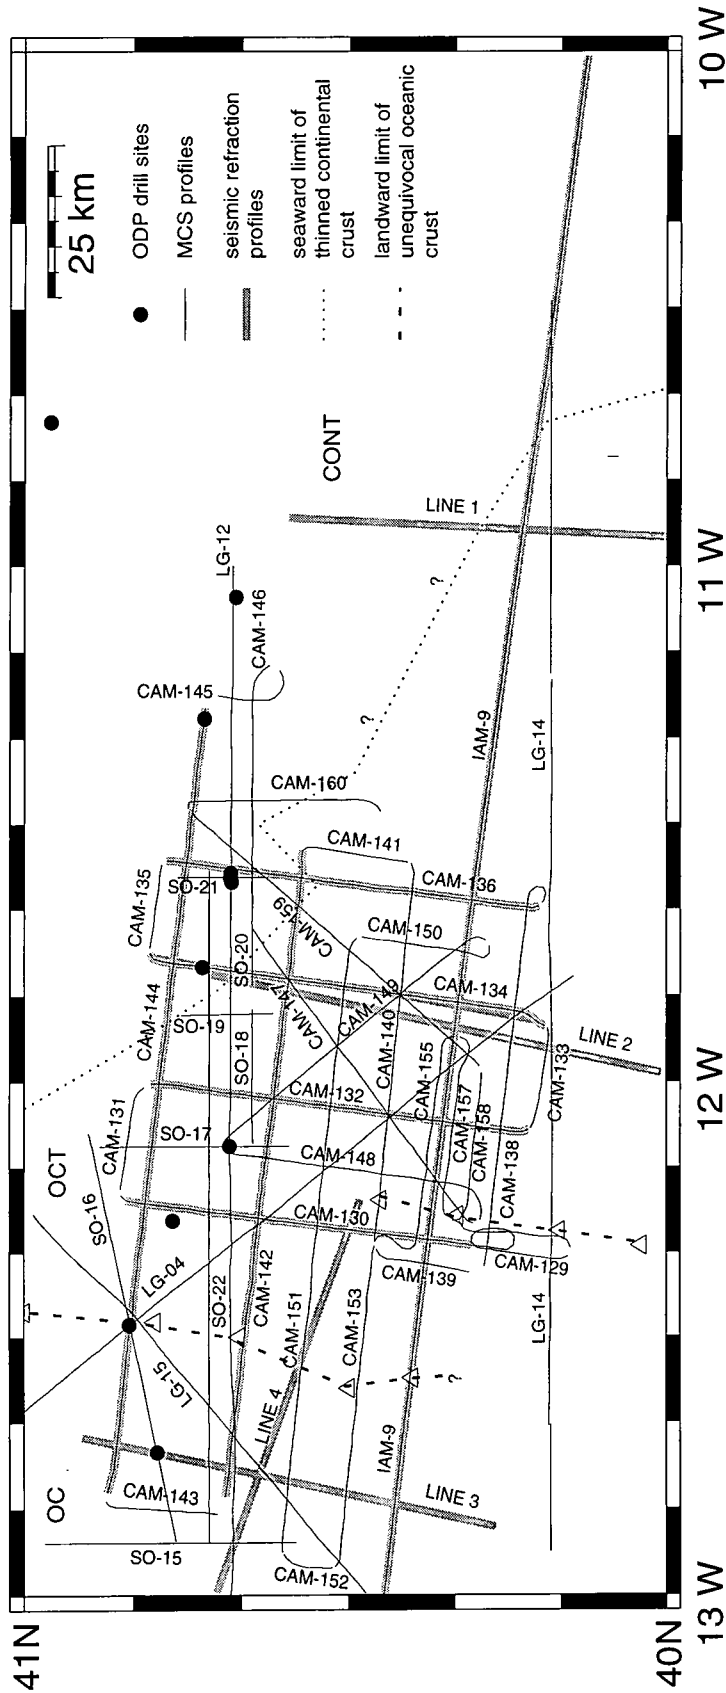 41N
40N
13 W
12 W
11 W
10 W
25 km
ODP drill sites
MCS profiles
seismic refraction
profiles
seaward limit of
thinned continental
crust
landward limit of
unequivocal oceanic
crust
OC
OCT
CONT
CAM-143
SO-15
SO-16
LG-04
LG-15
SO-22
CAM-142
LINE 4
CAM-151
CAM-152
CAM-153
IAM-9
LINE 3
?
LG-14
CAM-139
CAM-129
CAM-130
CAM-131
SO-17
CAM-148
CAM-132
SO-18
SO-19
CAM-144
CAM-135
SO-20
SO-21
CAM-147
CAM-149
CAM-140
CAM-155
CAM-157
CAM-158
CAM-138
CAM-133
LINE 2
CAM-134
CAM-150
CAM-159
CAM-136
CAM-141
CAM-160
CAM-145
CAM-146
LG-12
IAM-9
LG-14
?
?
LINE 1